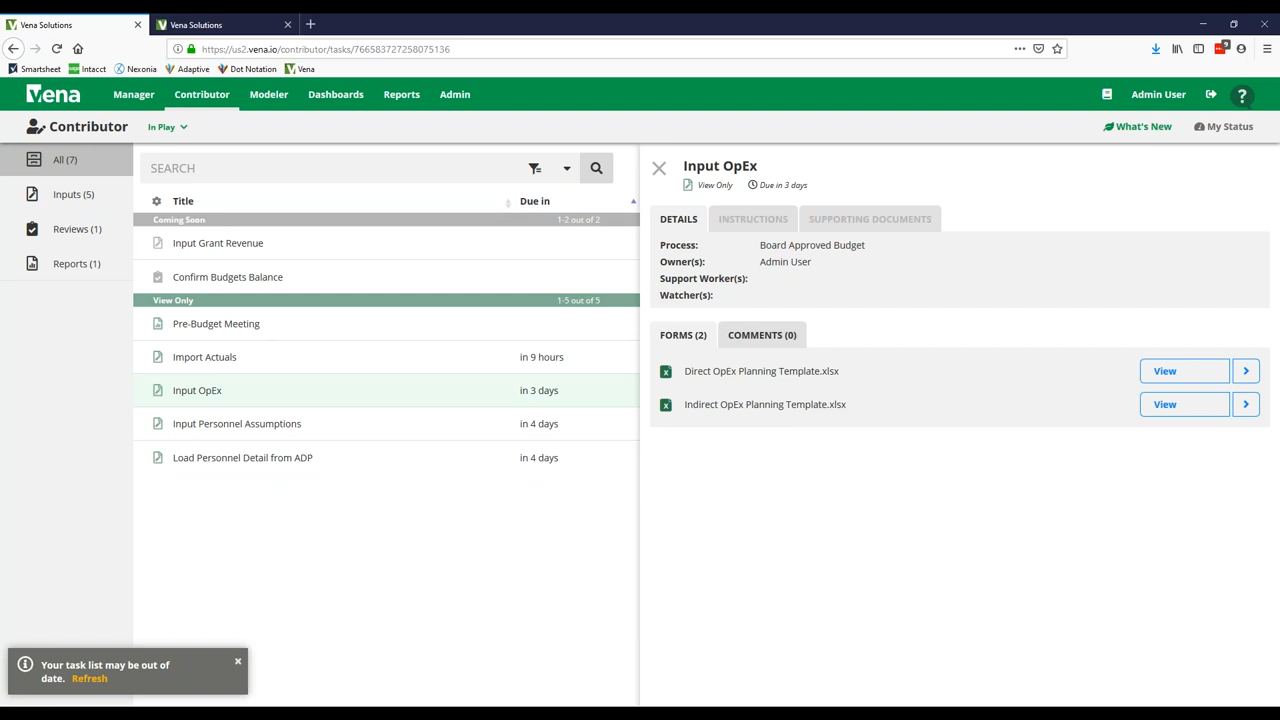 Vena Solutions
Vena Solutions
https://us2.vena.io/contributor/tasks/766583727258075136
9
Smartsheet
Intacct
Nexonia
Adaptive
Dot Notation
Vena
Vena
Manager
Contributor
Modeler
Dashboards
Reports
Admin
Admin User
?
Contributor
In Play
What's New
My Status
All (7)
Inputs (5)
Reviews (1)
Reports (1)
SEARCH
Title
Due in
Coming Soon
1-2 out of 2
Input Grant Revenue
Confirm Budgets Balance
View Only
1-5 out of 5
Pre-Budget Meeting
Import Actuals
in 9 hours
Input OpEx
in 3 days
Input Personnel Assumptions
in 4 days
Load Personnel Detail from ADP
in 4 days
Input OpEx
View Only
Due in 3 days
DETAILS
INSTRUCTIONS
SUPPORTING DOCUMENTS
Process:
Board Approved Budget
Owner(s):
Admin User
Support Worker(s):
Watcher(s):
FORMS (2)
COMMENTS (0)
Direct OpEx Planning Template.xlsx
View
Indirect OpEx Planning Template.xlsx
View
Your task list may be out of
date. Refresh